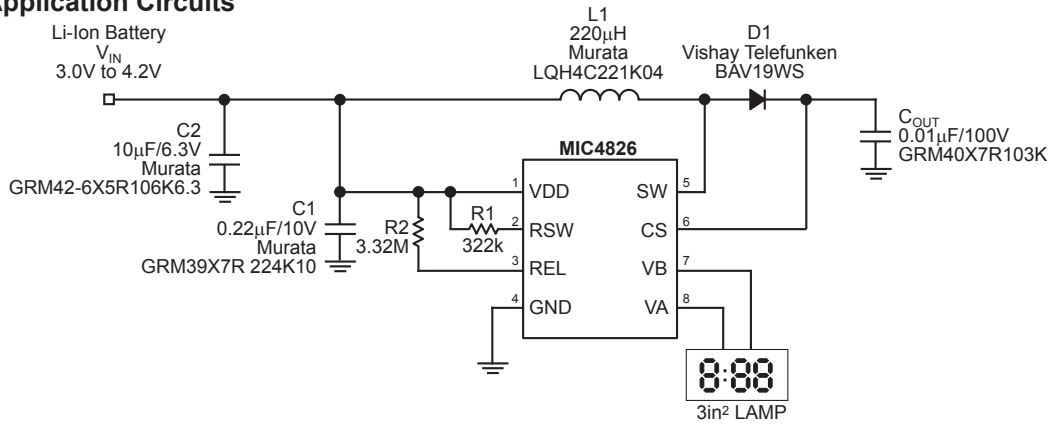 Application Circuits
Li-Ion Battery
VIN
3.0V to 4.2V
L1
220µH
Murata
LQH4C221K04
D1
Vishay Telefunken
BAV19WS
COUT
0.01µF/100V
GRM40X7R103K
C2
10µF/6.3V
Murata
GRM42-6X5R106K6.3
C1
0.22µF/10V
Murata
GRM39X7R 224K10
R2
3.32M
R1
322k
MIC4826
1 VDD
2 RSW
3 REL
4 GND
SW 5
CS 6
VB 7
VA 8
8:88
3in² LAMP